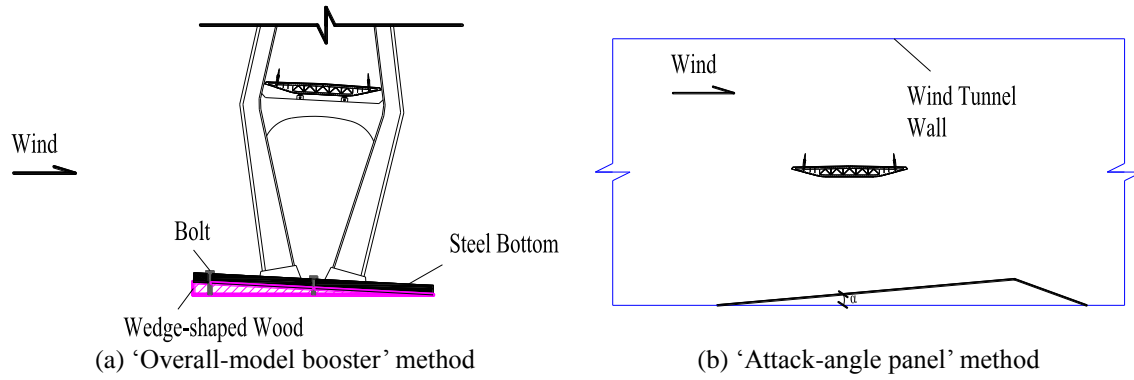 Wind
Bolt
Steel Bottom
Wedge-shaped Wood
(a) ‘Overall-model booster’ method
Wind
Wind Tunnel
Wall
α
(b) ‘Attack-angle panel’ method